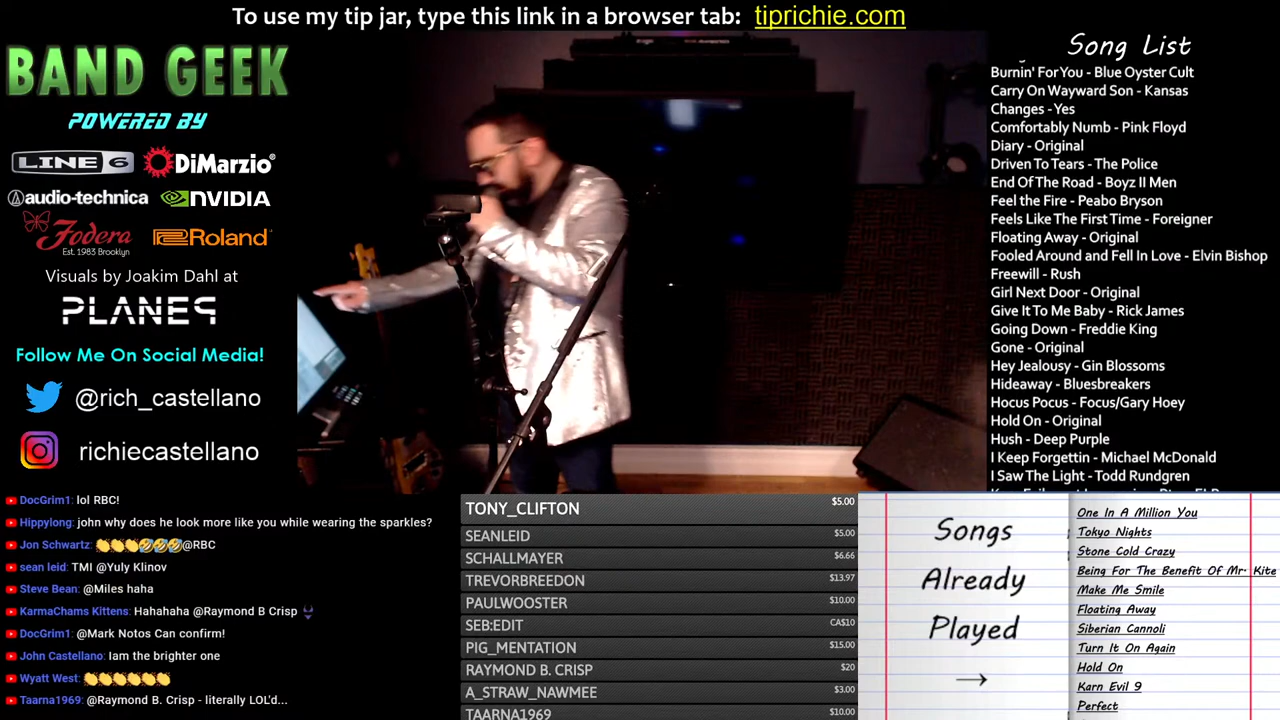 To use my tip jar, type this link in a browser tab: tiprichie.com
BAND GEEK
POWERED BY
LINE 6
DiMarzio
audio-technica
NVIDIA
Fodera
Est. 1983 Brooklyn
Roland
Visuals by Joakim Dahl at
PLANE9
Follow Me On Social Media!
@rich_castellano
richiecastellano
Song List
Burnin' For You - Blue Oyster Cult
Carry On Wayward Son - Kansas
Changes - Yes
Comfortably Numb - Pink Floyd
Diary - Original
Driven To Tears - The Police
End Of The Road - Boyz II Men
Feel the Fire - Peabo Bryson
Feels Like The First Time - Foreigner
Floating Away - Original
Fooled Around and Fell In Love - Elvin Bishop
Freewill - Rush
Girl Next Door - Original
Give It To Me Baby - Rick James
Going Down - Freddie King
Gone - Original
Hey Jealousy - Gin Blossoms
Hideaway - Bluesbreakers
Hocus Pocus - Focus/Gary Hoey
Hold On - Original
Hush - Deep Purple
I Keep Forgettin - Michael McDonald
I Saw The Light - Todd Rundgren
DocGrim1: lol RBC!
Hippylong: john why does he look more like you while wearing the sparkles?
Jon Schwartz: 👏👏👏🤣🤣🤣@RBC
sean leid: TMI @Yuly Klinov
Steve Bean: @Miles haha
KarmaChams Kittens: Hahahaha @Raymond B Crisp
DocGrim1: @Mark Notos Can confirm!
John Castellano: Iam the brighter one
Wyatt West: 👏👏👏👏👏👏
Taarna1969: @Raymond B. Crisp - literally LOL'd...
TONY_CLIFTON $5.00
SEANLEID $5.00
SCHALLMAYER $6.66
TREVORBREEDON $13.97
PAULWOOSTER $10.00
SEB:EDIT CA$10
PIG_MENTATION $15.00
RAYMOND B. CRISP $20
A_STRAW_NAWMEE $3.00
TAARNA1969 $10.00
Songs
Already
Played
→
One In A Million You
Tokyo Nights
Stone Cold Crazy
Being For The Benefit Of Mr. Kite
Make Me Smile
Floating Away
Siberian Cannoli
Turn It On Again
Hold On
Karn Evil 9
Perfect